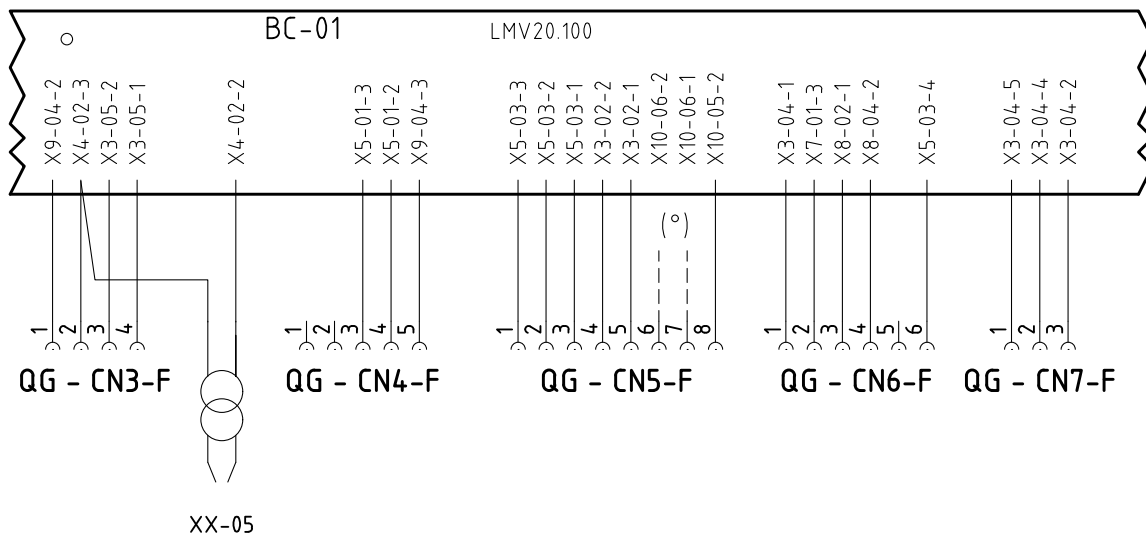 BC-01 LMV20.100
X9-04-2 X4-02-3 X3-05-2 X3-05-1 X4-02-2 X5-01-3 X5-01-2 X9-04-3 X5-03-3 X5-03-2 X5-03-1 X3-02-2 X3-02-1 X10-06-2 X10-06-1 X10-05-2 X3-04-1 X7-01-3 X8-02-1 X8-04-2 X5-03-4 X3-04-5 X3-04-4 X3-04-2
(°)
1 2 3 4 1 2 3 4 5 1 2 3 4 5 6 7 8 1 2 3 4 5 6 1 2 3
QG - CN3-F QG - CN4-F QG - CN5-F QG - CN6-F QG - CN7-F
XX-05